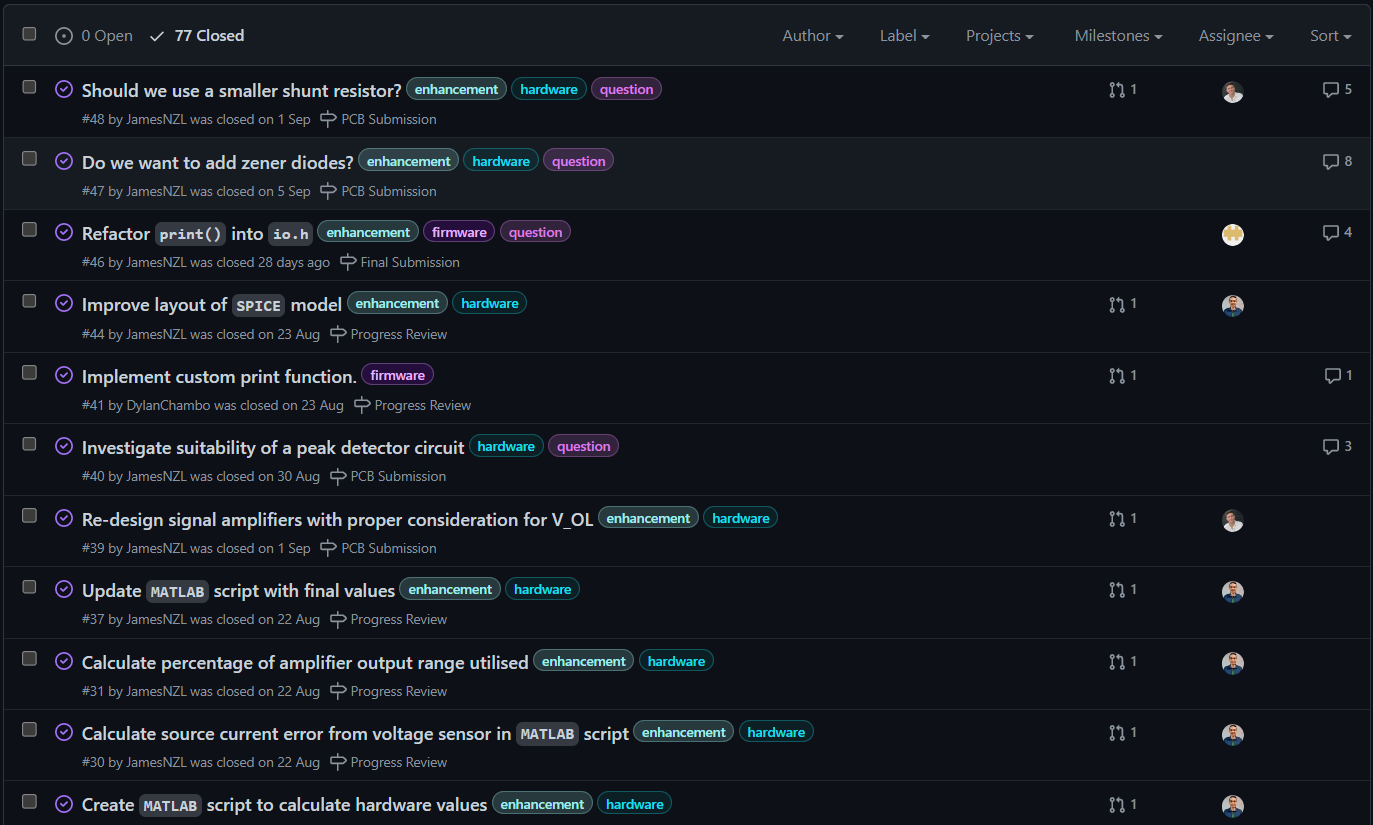 0 Open 77 Closed Author Label Projects Milestones Assignee Sort
Should we use a smaller shunt resistor? enhancement hardware question 1 5
#48 by JamesNZL was closed on 1 Sep PCB Submission
Do we want to add zener diodes? enhancement hardware question 8
#47 by JamesNZL was closed on 5 Sep PCB Submission
Refactor print() into io.h enhancement firmware question 4
#46 by JamesNZL was closed 28 days ago Final Submission
Improve layout of SPICE model enhancement hardware 1
#44 by JamesNZL was closed on 23 Aug Progress Review
Implement custom print function. firmware 1 1
#41 by DylanChambo was closed on 23 Aug Progress Review
Investigate suitability of a peak detector circuit hardware question 3
#40 by JamesNZL was closed on 30 Aug PCB Submission
Re-design signal amplifiers with proper consideration for V_OL enhancement hardware 1
#39 by JamesNZL was closed on 1 Sep PCB Submission
Update MATLAB script with final values enhancement hardware 1
#37 by JamesNZL was closed on 22 Aug Progress Review
Calculate percentage of amplifier output range utilised enhancement hardware 1
#31 by JamesNZL was closed on 22 Aug Progress Review
Calculate source current error from voltage sensor in MATLAB script enhancement hardware 1
#30 by JamesNZL was closed on 22 Aug Progress Review
Create MATLAB script to calculate hardware values enhancement hardware 1